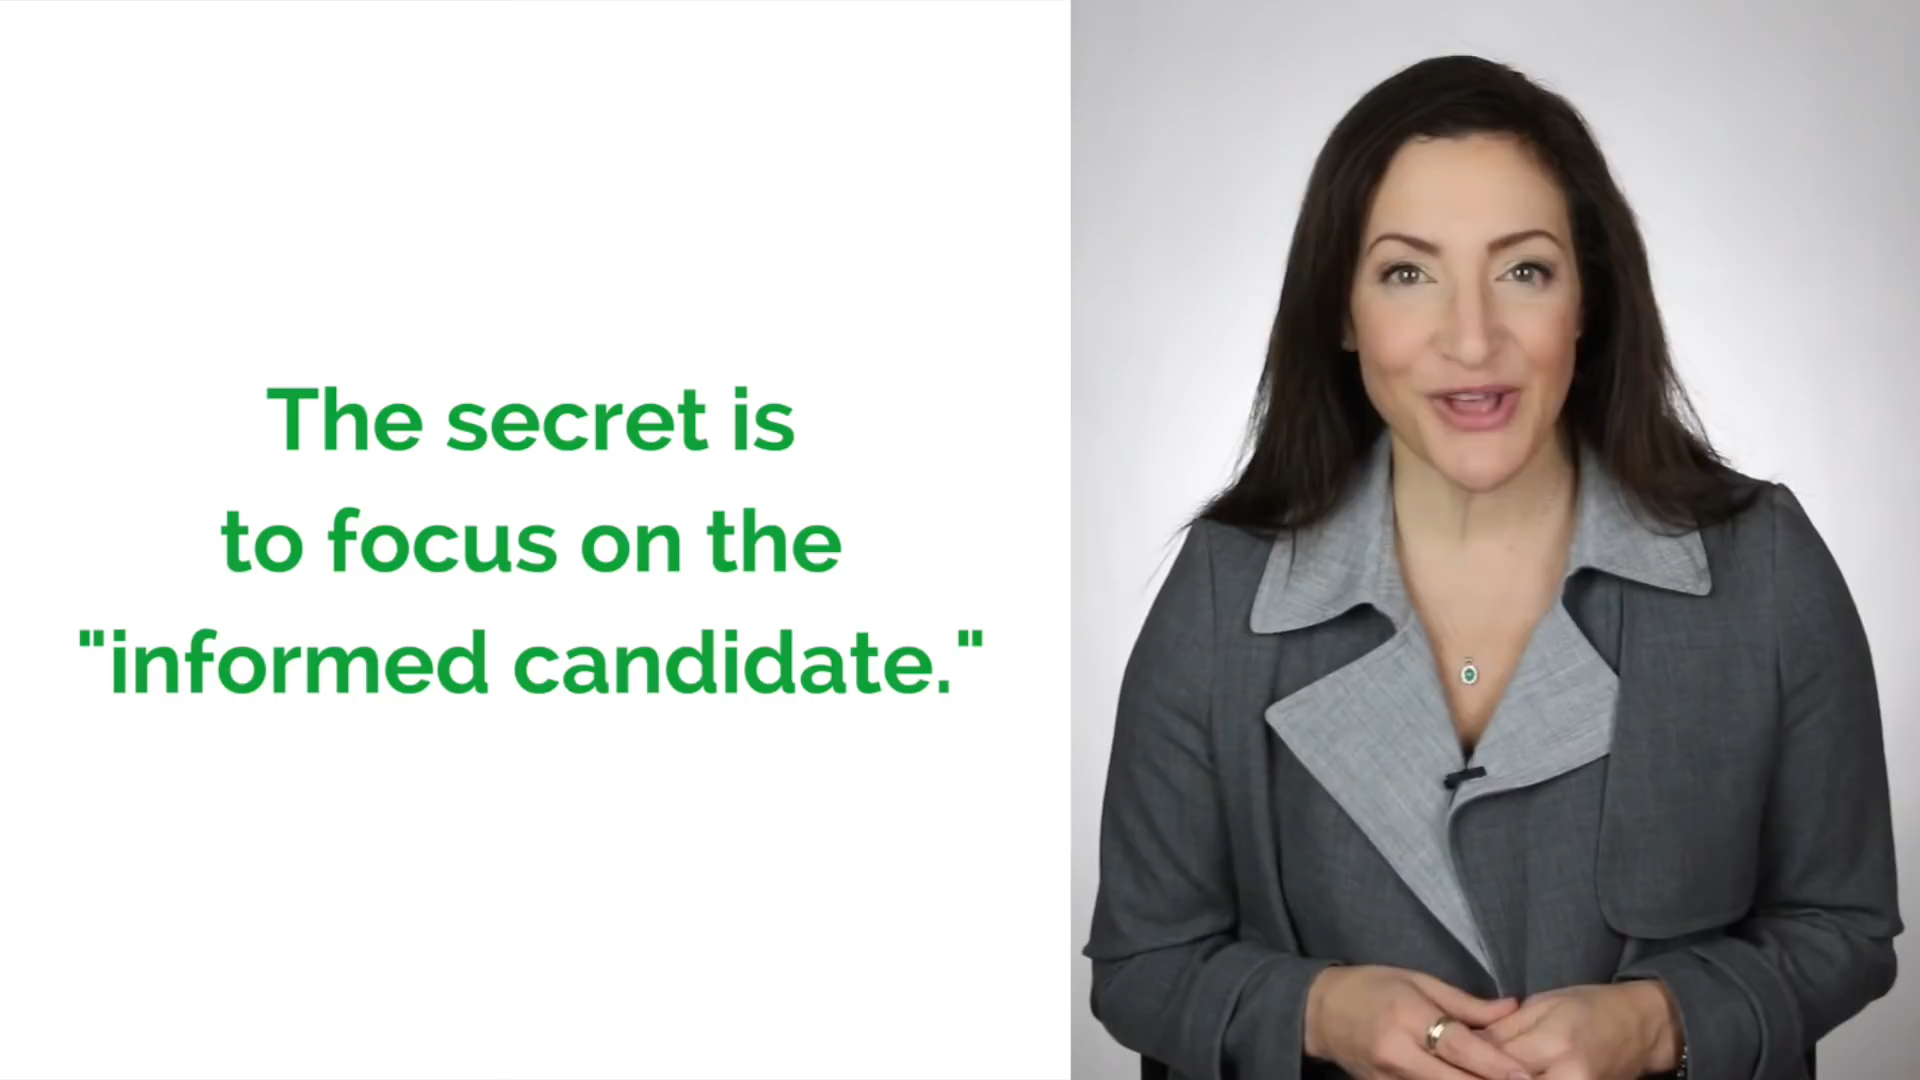 The secret is
to focus on the
"informed candidate."